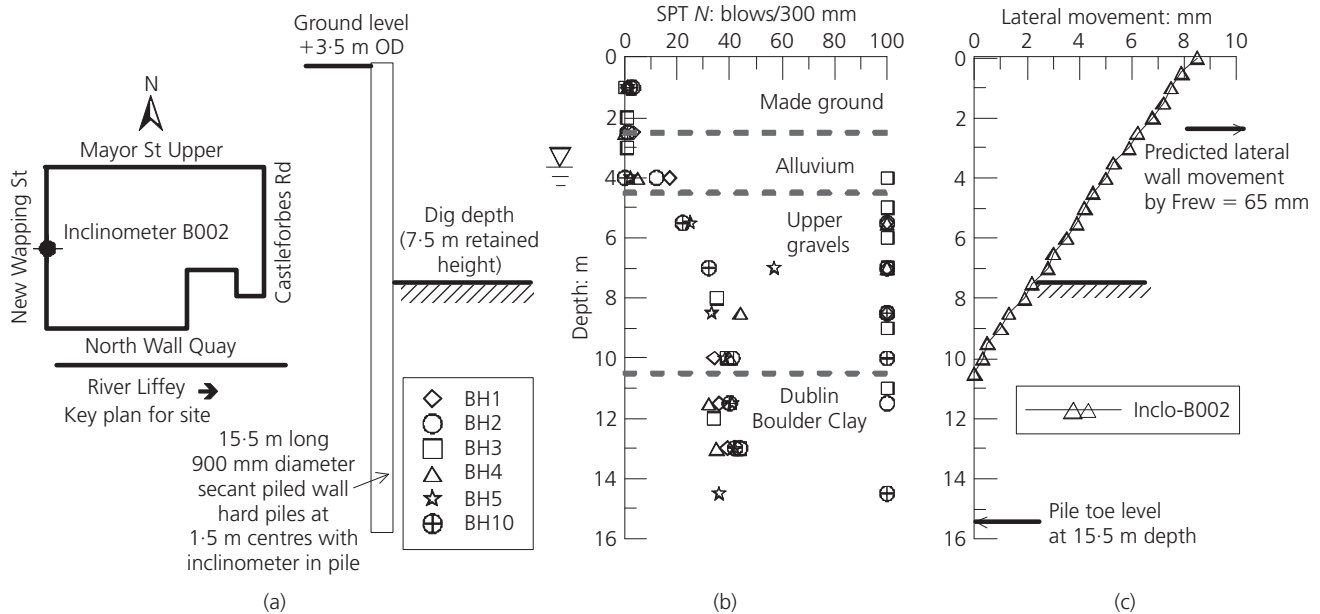 Ground level
+3·5 m OD
N
Mayor St Upper
New Wapping St
Inclinometer B002
Castleforbes Rd
North Wall Quay
River Liffey
Key plan for site
Dig depth
(7·5 m retained
height)
15·5 m long
900 mm diameter
secant piled wall
hard piles at
1·5 m centres with
inclinometer in pile
BH1
BH2
BH3
BH4
BH5
BH10
(a)
SPT N: blows/300 mm
0 20 40 60 80 100
Depth: m
0
2
4
6
8
10
12
14
16
Made ground
Alluvium
Upper
gravels
Dublin
Boulder Clay
(b)
Lateral movement: mm
0 2 4 6 8 10
0
2
4
6
8
10
12
14
16
Predicted lateral
wall movement
by Frew = 65 mm
Inclo-B002
Pile toe level
at 15·5 m depth
(c)